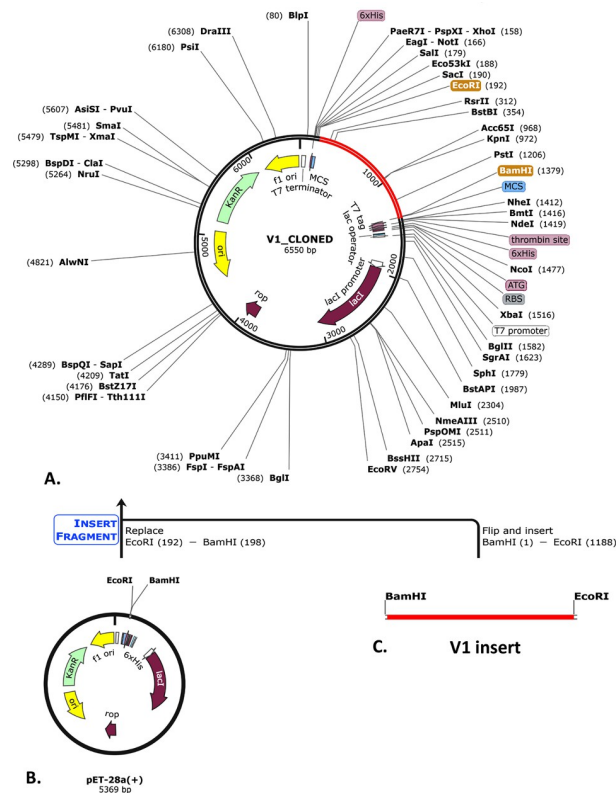 (80) BlpI
6xHis
(6308) DraIII
(6180) PsiI
PaeR7I - PspXI - XhoI (158)
EagI - NotI (166)
SalI (179)
Eco53kI (188)
SacI (190)
EcoRI (192)
RsrII (312)
BstBI (354)
Acc65I (968)
KpnI (972)
PstI (1206)
BamHI (1379)
MCS
NheI (1412)
BmtI (1416)
NdeI (1419)
thrombin site
6xHis
NcoI (1477)
ATG
RBS
XbaI (1516)
T7 promoter
BglII (1582)
SgrAI (1623)
SphI (1779)
BstAPI (1987)
MluI (2304)
NmeAIII (2510)
PspOMI (2511)
ApaI (2515)
BssHII (2715)
EcoRV (2754)
(5607) AsiSI - PvuI
(5481) SmaI
(5479) TspMI - XmaI
(5298) BspDI - ClaI
(5264) NruI
(4821) AlwNI
(4289) BspQI - SapI
(4209) TatI
(4176) BstZ17I
(4150) PflFI - Tth111I
(3411) PpuMI
(3386) FspI - FspAI
(3368) BglI
6000
1000
2000
3000
4000
5000
f1 ori
T7 terminator
MCS
KanR
ori
rop
T7 tag
lac operator
lacI promoter
lacI
V1_CLONED
6550 bp
A.
INSERT
FRAGMENT
Replace
EcoRI (192) – BamHI (198)
Flip and insert
BamHI (1) – EcoRI (1188)
EcoRI BamHI
f1 ori
6xHis
KanR
lacI
ori
rop
B.
pET-28a(+)
5369 bp
BamHI
EcoRI
C. V1 insert